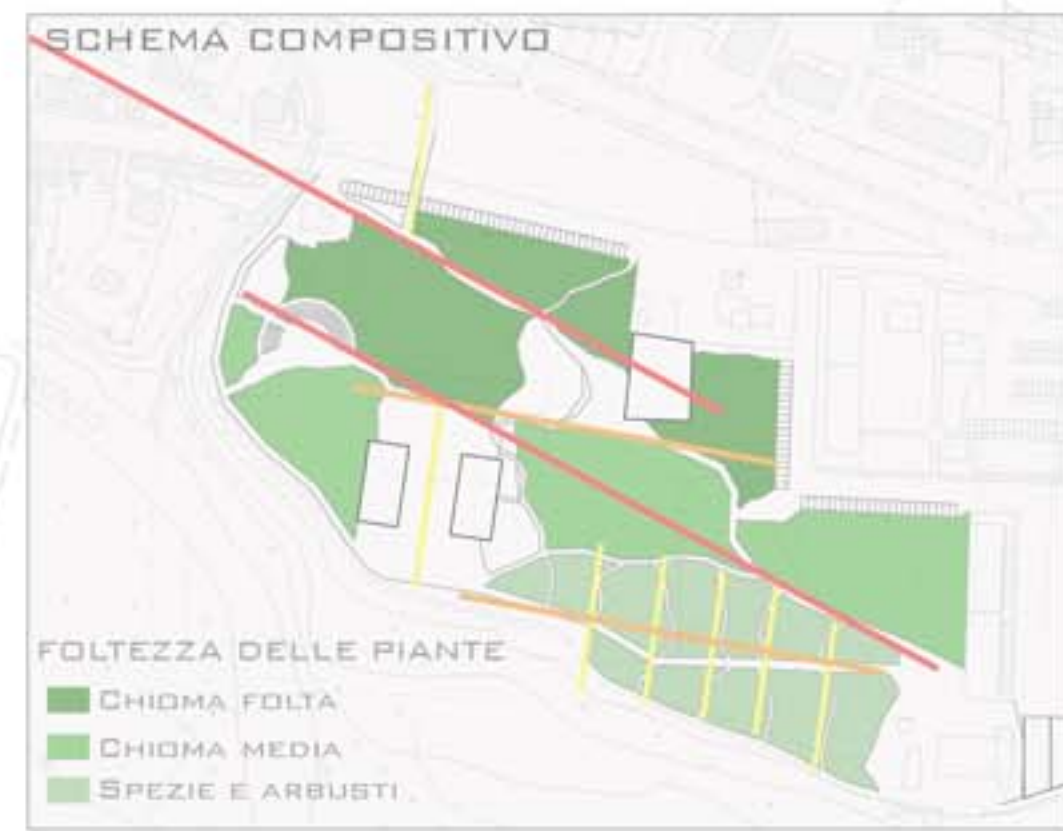 SCHEMA COMPOSITIVO
FOLTEZZA DELLE PIANTE
CHIOMA FOLTA
CHIOMA MEDIA
SPEZIE E ARBUSTI